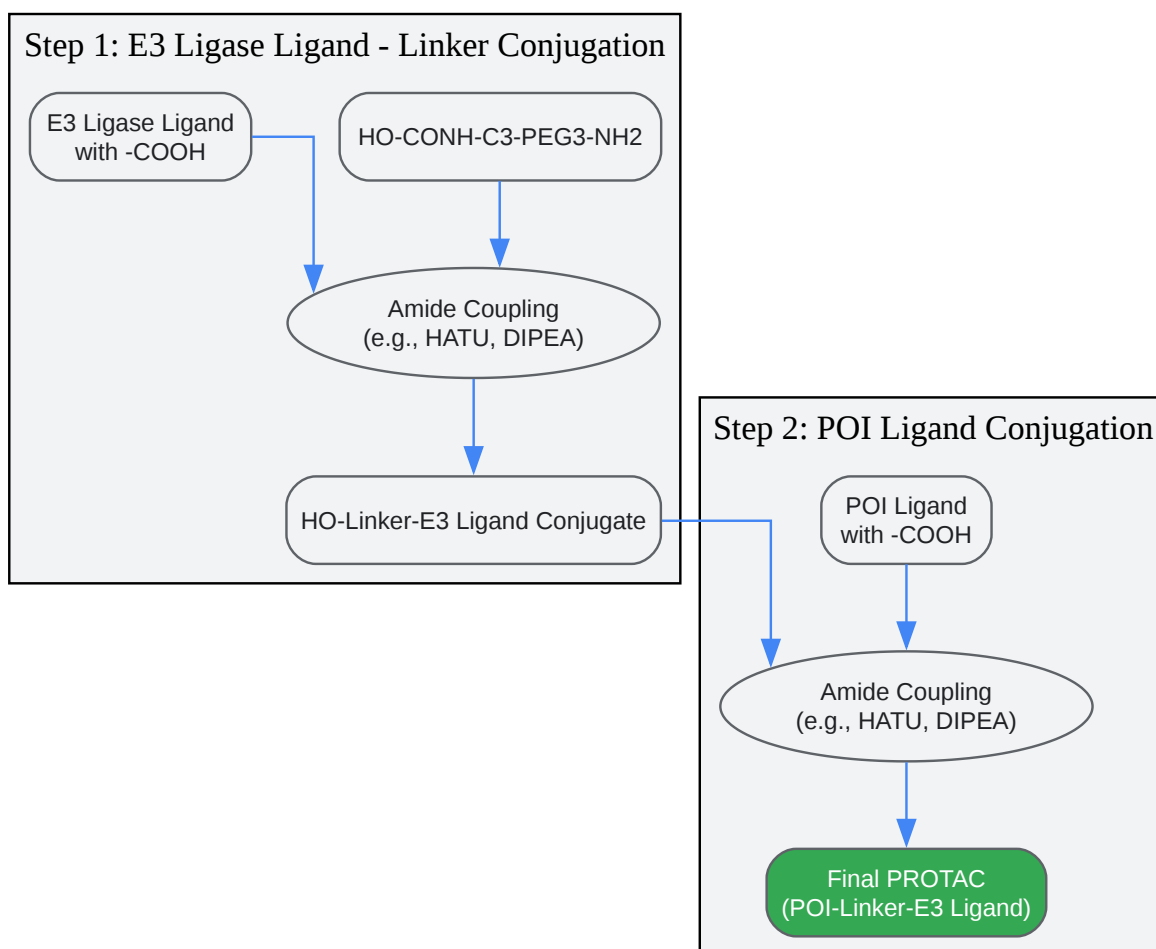 Step 1: E3 Ligase Ligand - Linker Conjugation
E3 Ligase Ligand
with -COOH
HO-CONH-C3-PEG3-NH2
Amide Coupling
(e.g., HATU, DIPEA)
HO-Linker-E3 Ligand Conjugate
Step 2: POI Ligand Conjugation
POI Ligand
with -COOH
Amide Coupling
(e.g., HATU, DIPEA)
Final PROTAC
(POI-Linker-E3 Ligand)